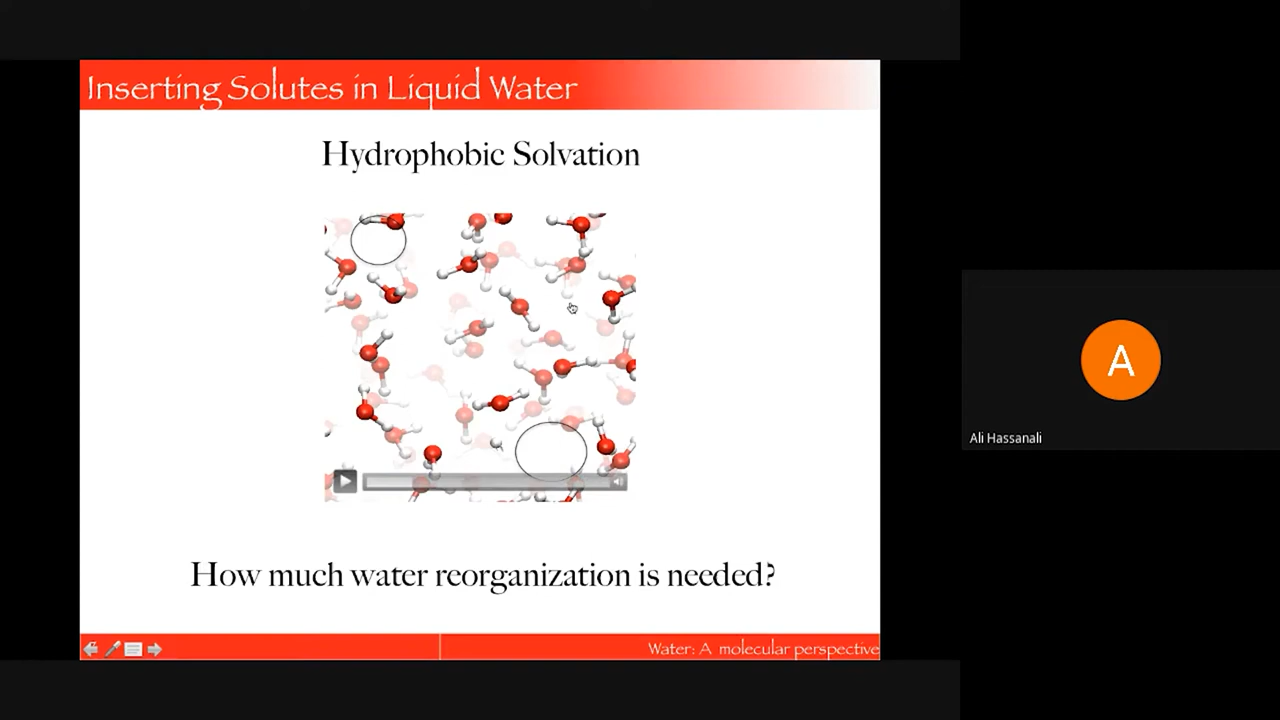 Inserting Solutes in Liquid Water
Hydrophobic Solvation
How much water reorganization is needed?
Water: A molecular perspective
A
Ali Hassanali